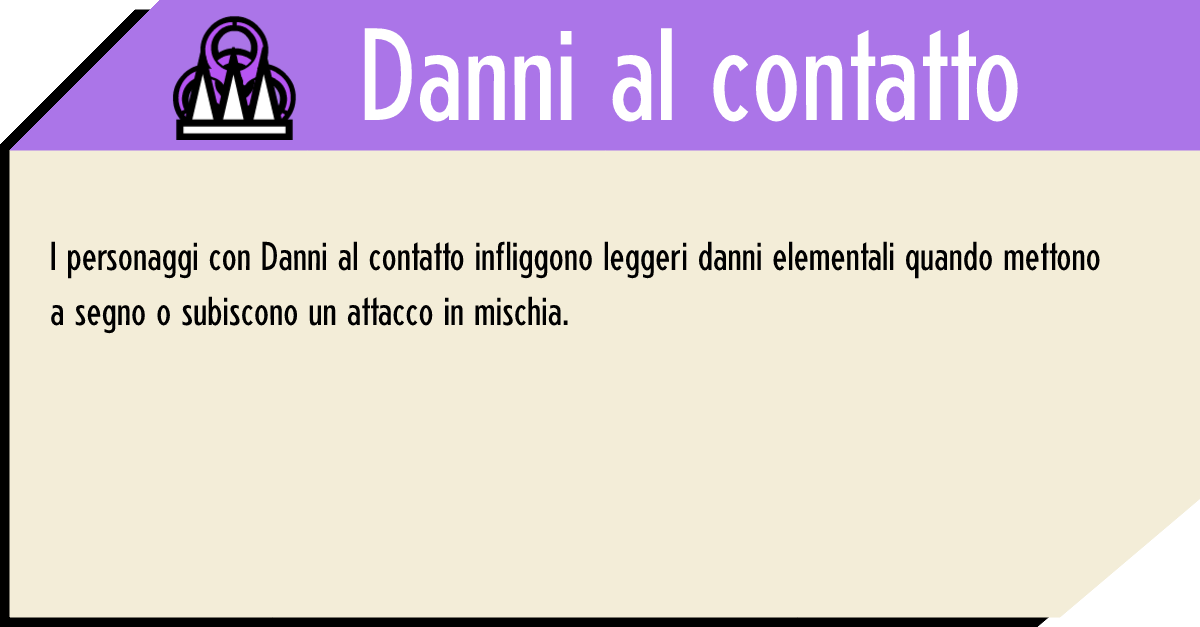 Danni al contatto
I personaggi con Danni al contatto infliggono leggeri danni elementali quando mettono
a segno o subiscono un attacco in mischia.